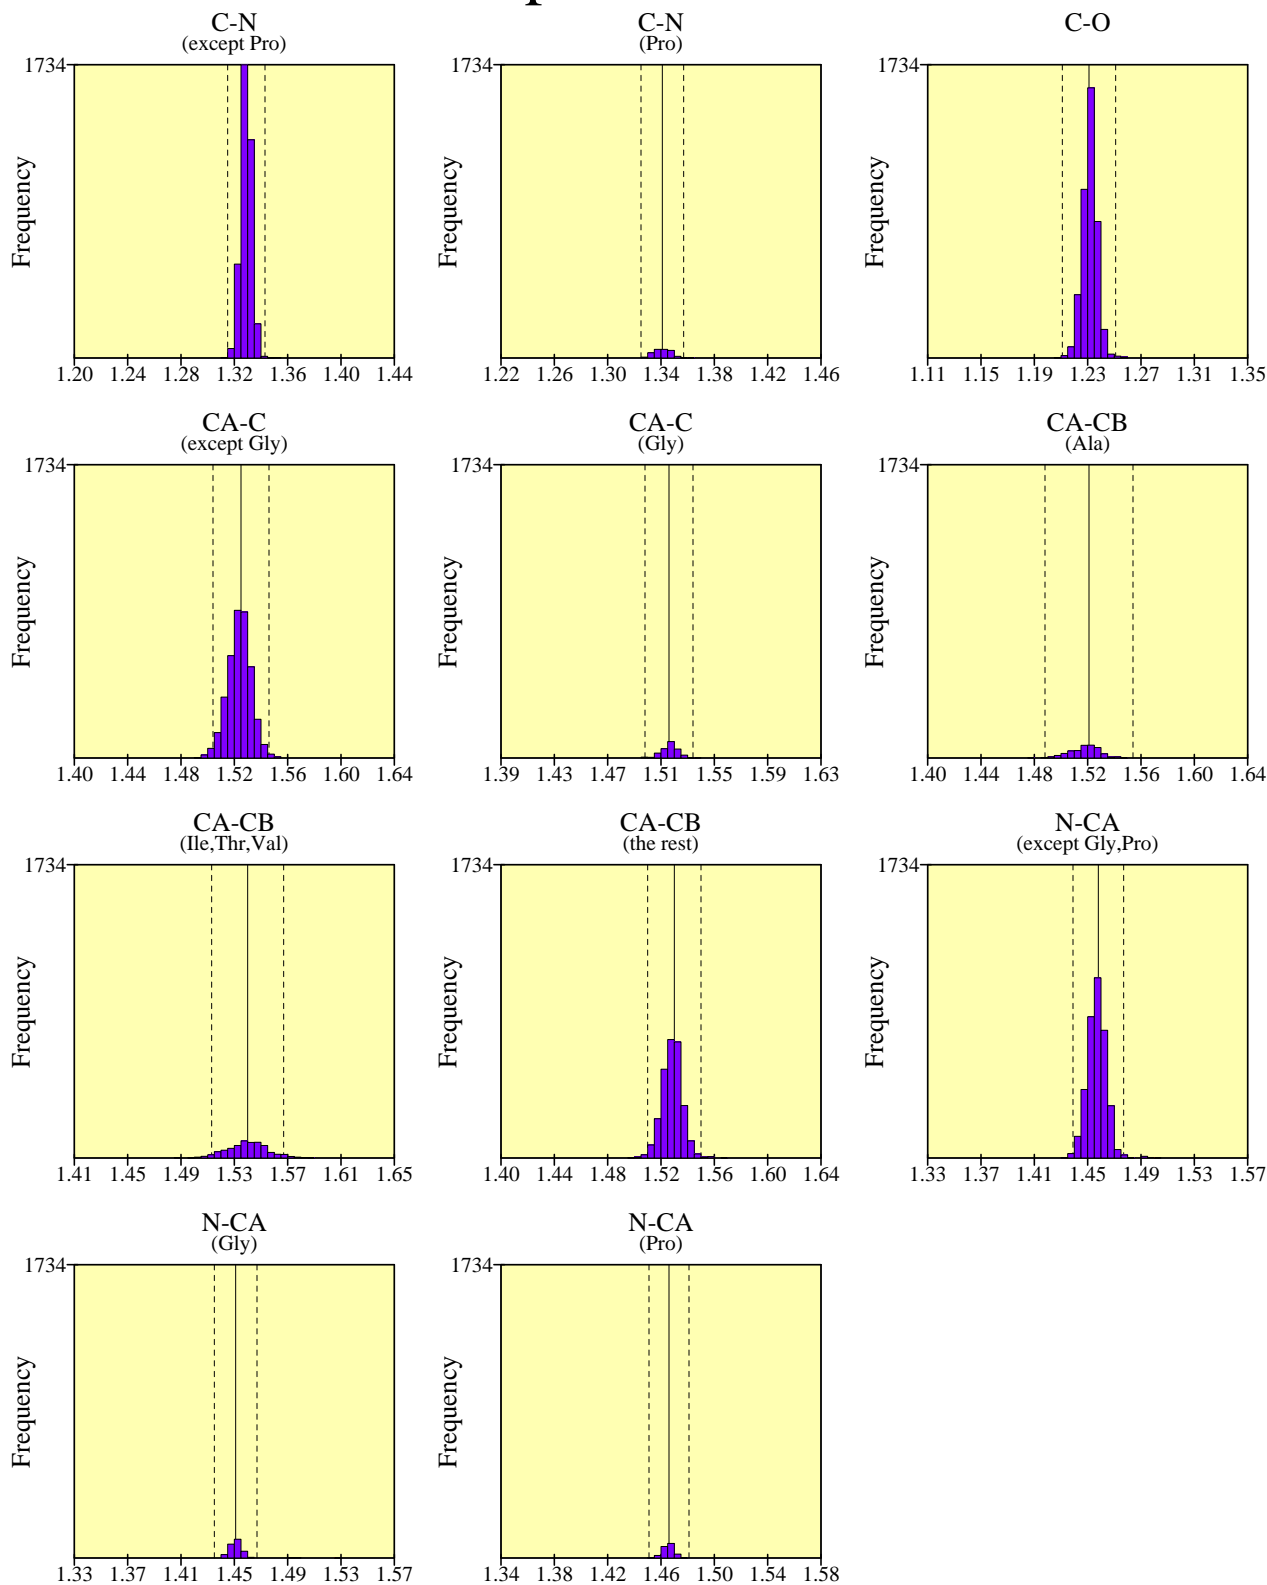 C-N
(except Pro)
C-N
(Pro)
C-O
1734
Frequency
1.20 1.24 1.28 1.32 1.36 1.40 1.44
1734
Frequency
1.22 1.26 1.30 1.34 1.38 1.42 1.46
1734
Frequency
1.11 1.15 1.19 1.23 1.27 1.31 1.35
CA-C
(except Gly)
CA-C
(Gly)
CA-CB
(Ala)
1734
Frequency
1.40 1.44 1.48 1.52 1.56 1.60 1.64
1734
Frequency
1.39 1.43 1.47 1.51 1.55 1.59 1.63
1734
Frequency
1.40 1.44 1.48 1.52 1.56 1.60 1.64
CA-CB
(Ile,Thr,Val)
CA-CB
(the rest)
N-CA
(except Gly,Pro)
1734
Frequency
1.41 1.45 1.49 1.53 1.57 1.61 1.65
1734
Frequency
1.40 1.44 1.48 1.52 1.56 1.60 1.64
1734
Frequency
1.33 1.37 1.41 1.45 1.49 1.53 1.57
N-CA
(Gly)
N-CA
(Pro)
1734
Frequency
1.33 1.37 1.41 1.45 1.49 1.53 1.57
1734
Frequency
1.34 1.38 1.42 1.46 1.50 1.54 1.58